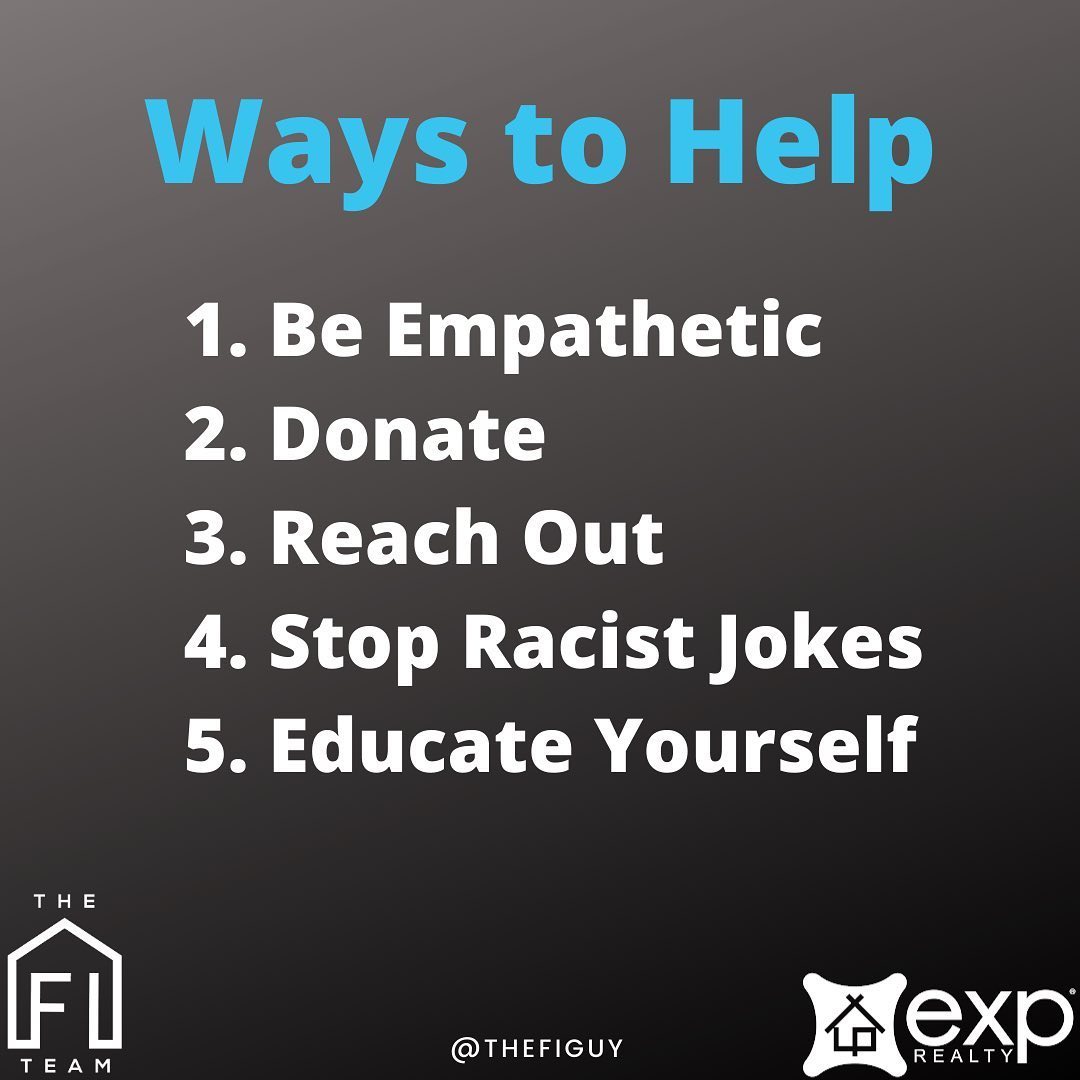 Ways to Help
1. Be Empathetic
2. Donate
3. Reach Out
4. Stop Racist Jokes
5. Educate Yourself
THE
FI
TEAM
@THEFIGUY
exp®
REALTY